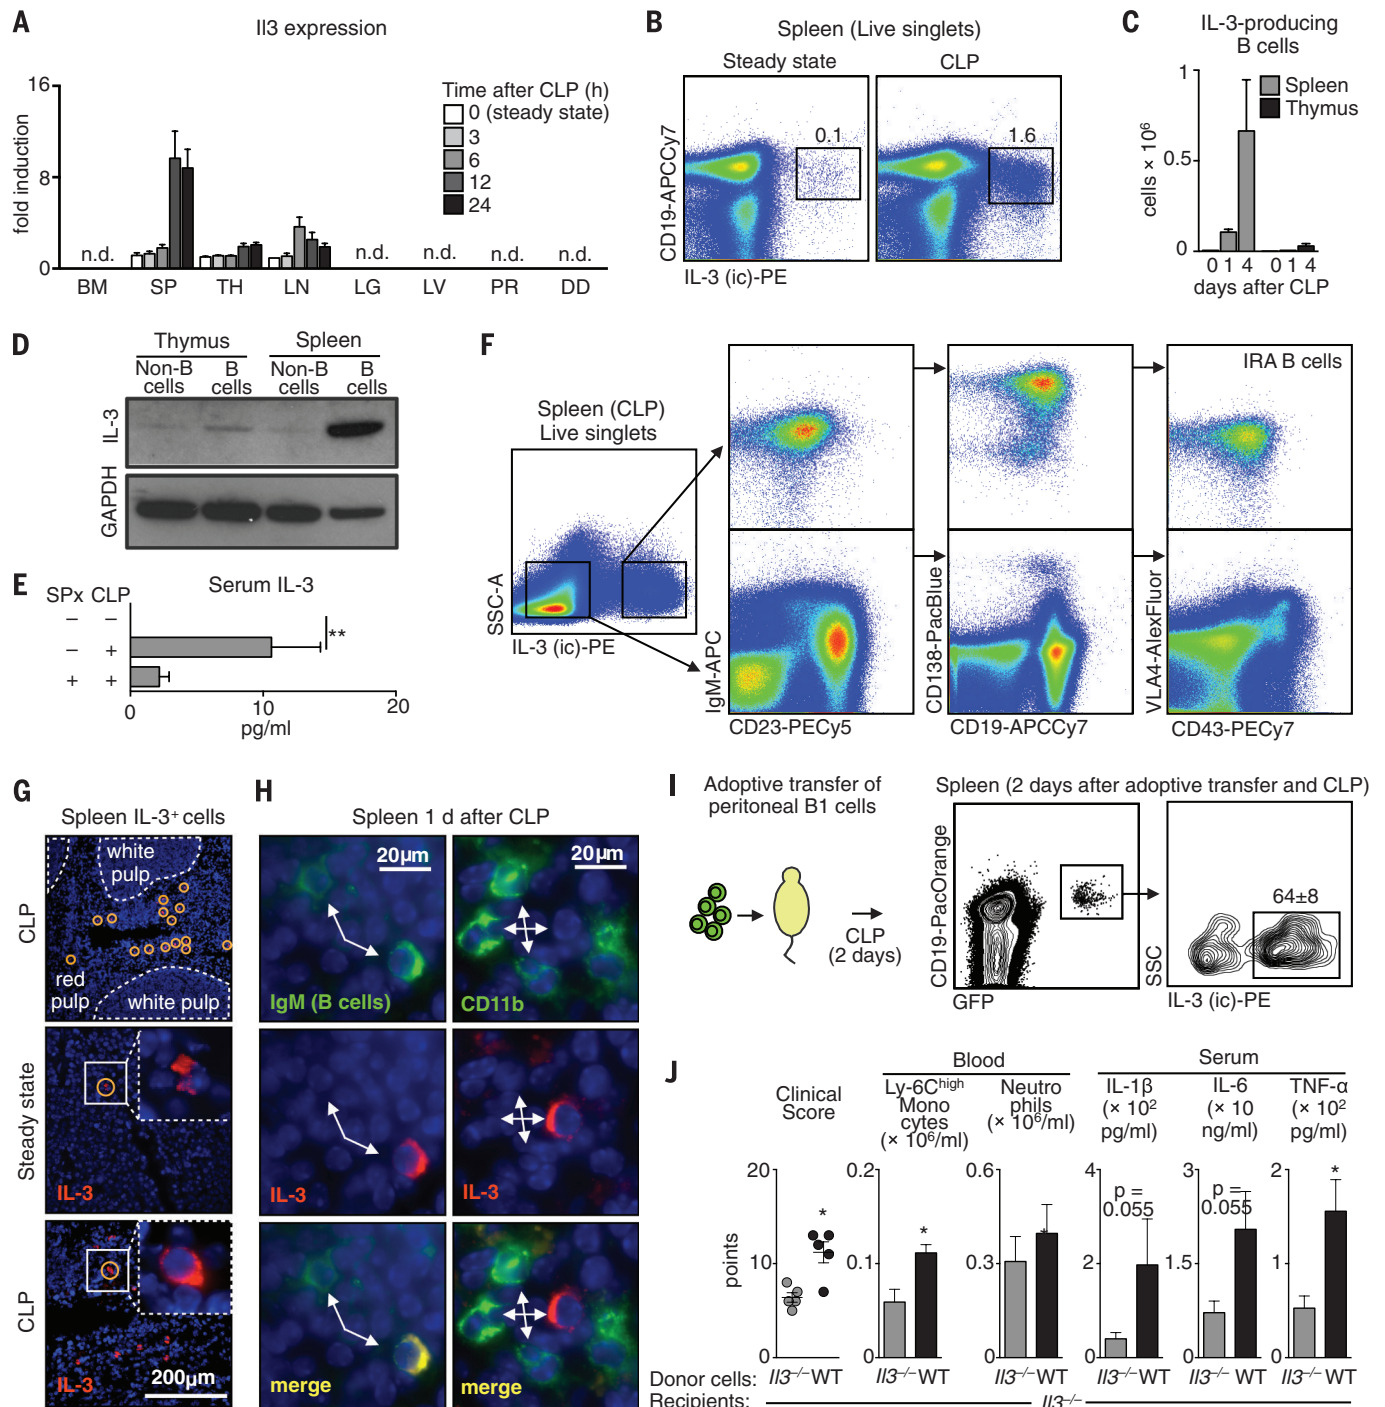 A
Il3 expression
fold induction
16
8
0
Time after CLP (h)
0 (steady state)
3
6
12
24
n.d.
n.d.
n.d.
n.d.
n.d.
BM SP TH LN LG LV PR DD
B
Spleen (Live singlets)
Steady state CLP
0.1
1.6
CD19-APCCy7
IL-3 (ic)-PE
C
IL-3-producing
B cells
1
0.5
0
cells × 10⁶
Spleen
Thymus
0 1 4 0 1 4
days after CLP
D
Thymus Spleen
Non-B cells
B cells
Non-B cells
B cells
IL-3
GAPDH
E
Serum IL-3
SPx CLP
– –
– +
+ +
**
0 10 20
pg/ml
F
Spleen (CLP)
Live singlets
SSC-A
IL-3 (ic)-PE
IRA B cells
IgM-APC
CD23-PECy5
CD138-PacBlue
CD19-APCCy7
VLA4-AlexFluor
CD43-PECy7
G
Spleen IL-3⁺ cells
CLP
white
pulp
red
pulp
white pulp
Steady state
IL-3
CLP
IL-3
200µm
H
Spleen 1 d after CLP
20µm
20µm
IgM (B cells)
CD11b
IL-3
IL-3
merge
merge
I
Adoptive transfer of
peritoneal B1 cells
CLP
(2 days)
Spleen (2 days after adoptive transfer and CLP)
CD19-PacOrange
GFP
SSC
64±8
IL-3 (ic)-PE
J
Blood
Serum
Clinical
Score
Ly-6Cʰⁱᵍʰ
Mono
cytes
(× 10⁶/ml)
Neutro
phils
(× 10⁶/ml)
IL-1β
(× 10²
pg/ml)
IL-6
(× 10
ng/ml)
TNF-α
(× 10²
pg/ml)
points
20
10
0
*
0.2
0.1
0
*
0.6
0.3
0
*
4
2
0
p =
0.055
3
1.5
0
p =
0.055
2
1
0
*
Donor cells: Il3⁻/⁻ WT Il3⁻/⁻ WT Il3⁻/⁻ WT Il3⁻/⁻ WT Il3⁻/⁻ WT Il3⁻/⁻ WT
Recipients: Il3⁻/⁻